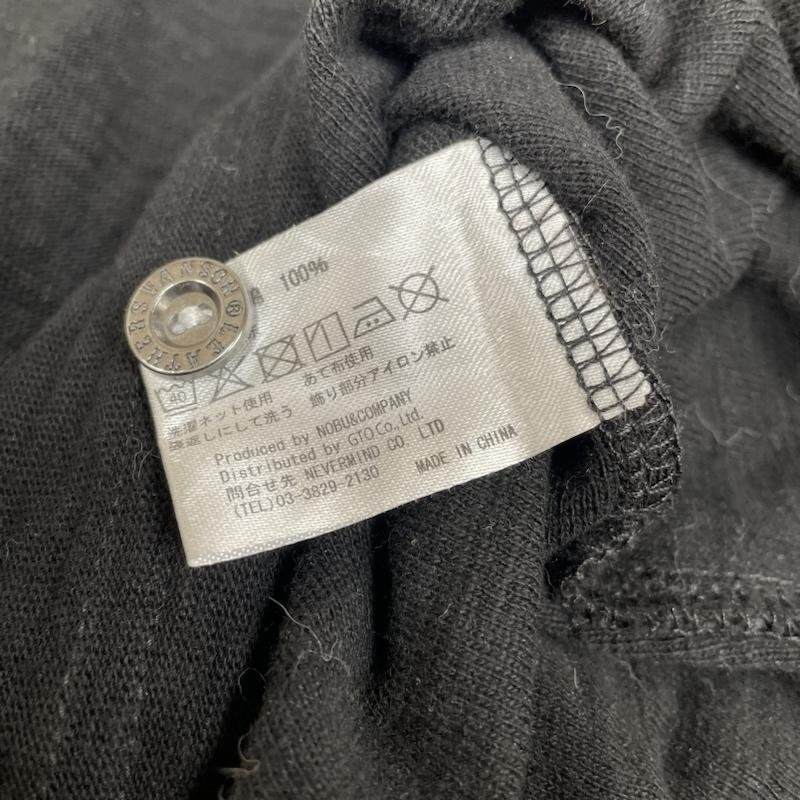 VANSON LEATHERS
綿 100%
40
洗濯ネット使用 あて布使用
裏返しにして洗う 飾り部分アイロン禁止
Produced by NOBU&COMPANY
Distributed by GTO Co,. Ltd.
問合せ先 NEVERMIND CO LTD
(TEL)03-3829-2130 MADE IN CHINA